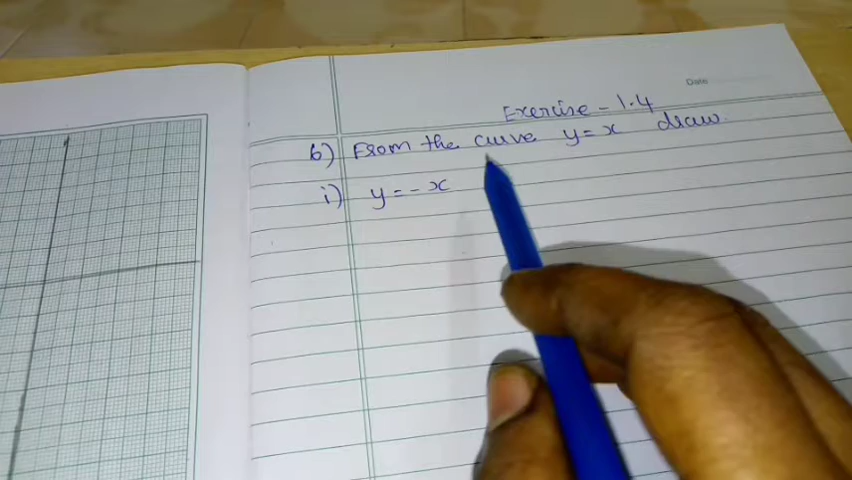 Date
Exercise - 1.4
6) From the curve y = x draw.
i) y = - x